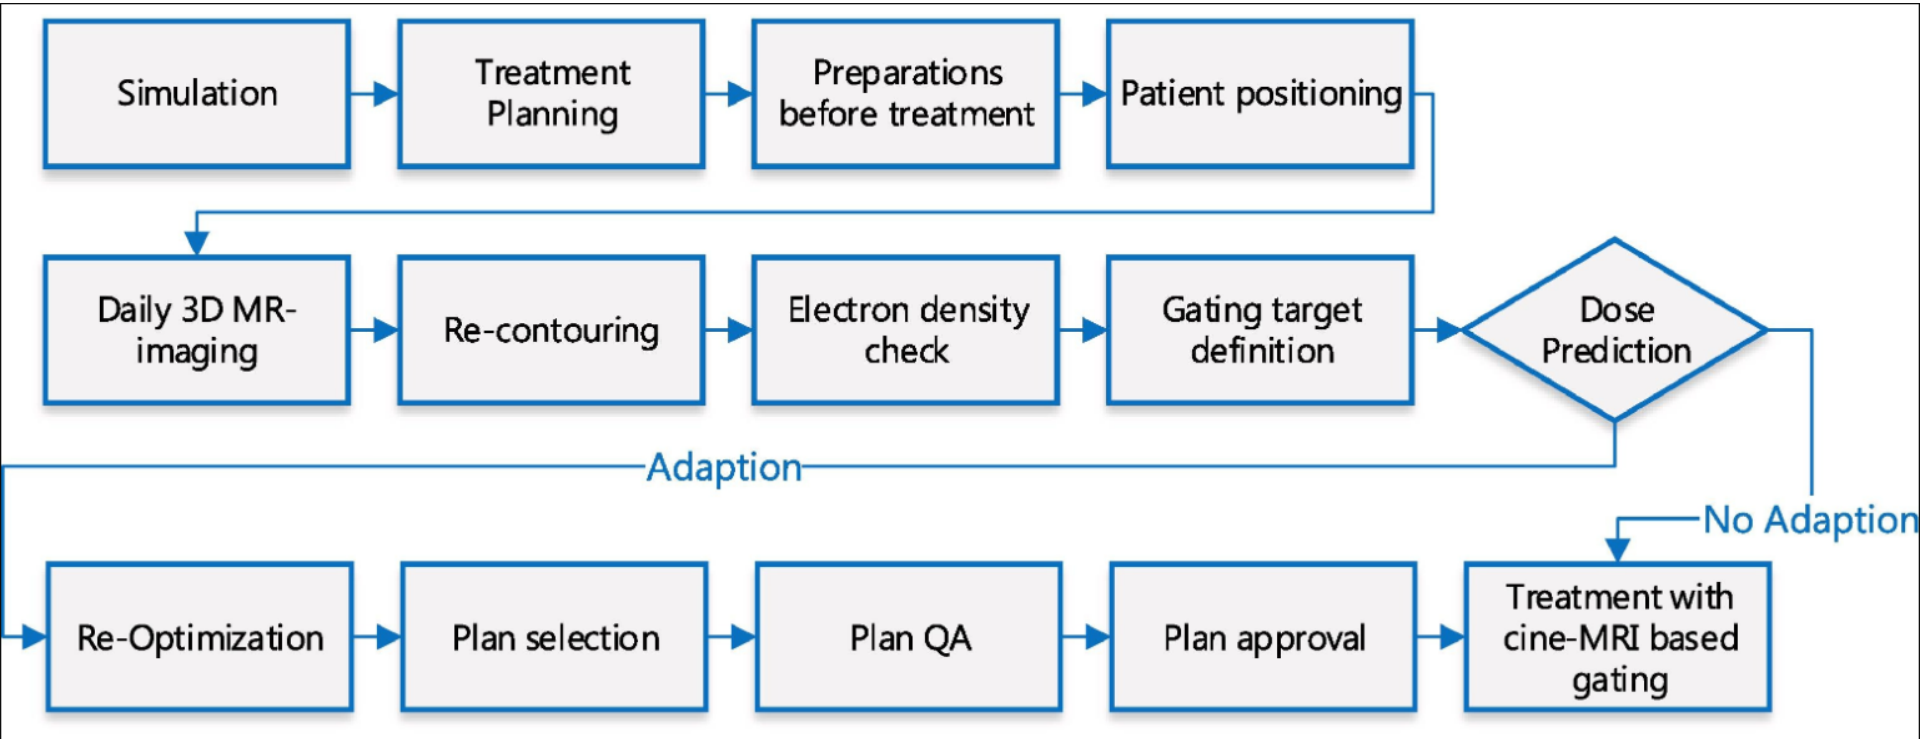 Simulation
Treatment
Planning
Preparations
before treatment
Patient positioning
Daily 3D MR-
imaging
Re-contouring
Electron density
check
Gating target
definition
Dose
Prediction
Adaption
No Adaption
Re-Optimization
Plan selection
Plan QA
Plan approval
Treatment with
cine-MRI based
gating